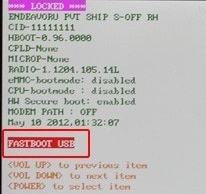 *** LOCKED ***
ENDEAVORU PVT SHIP S-OFF RH
CID-11111111
HBOOT-0.96.0000
CPLD-None
MICROP-None
RADIO-1.1204.105.14L
eMMC-bootmode: disabled
CPU-bootmode : disabled
HW Secure boot: enabled
MODEM PATH : OFF
May 10 2012,01:32:07
FASTBOOT USB
<VOL UP> to previous item
<VOL DOWN> to next item
<POWER> to select item